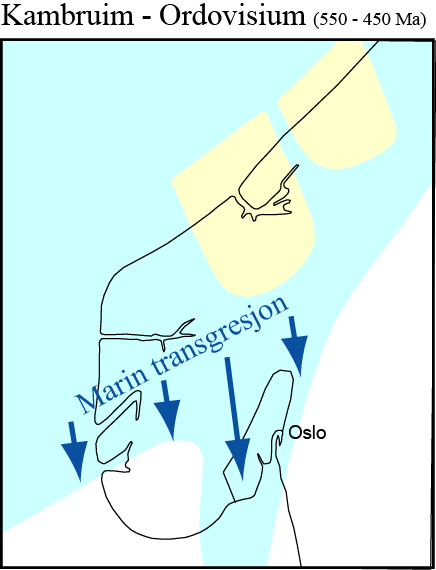 Kambruim - Ordovisium (550 - 450 Ma)
Marin transgresjon
Oslo